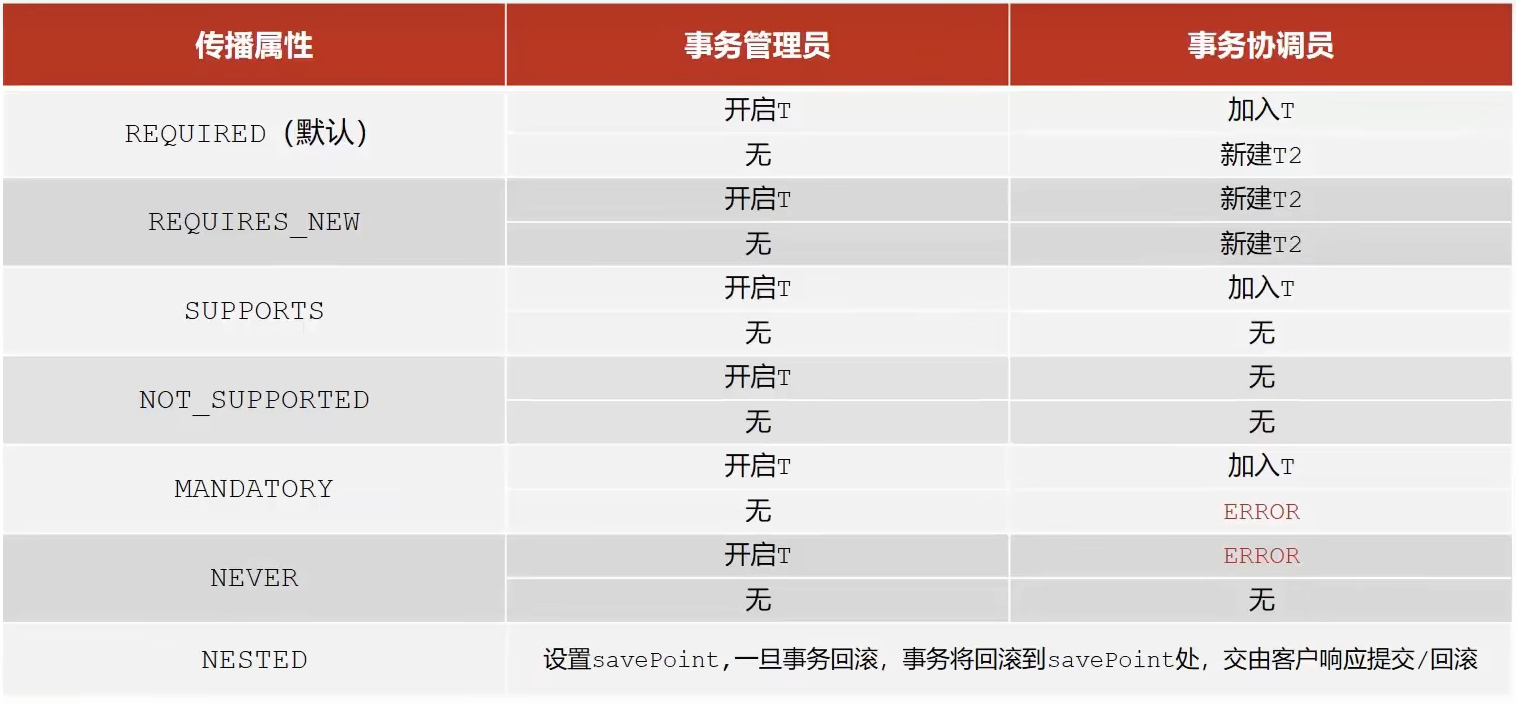 传播属性 事务管理员 事务协调员
REQUIRED（默认） 开启T 加入T
无 新建T2
REQUIRES_NEW 开启T 新建T2
无 新建T2
SUPPORTS 开启T 加入T
无 无
NOT_SUPPORTED 开启T 无
无 无
MANDATORY 开启T 加入T
无 ERROR
NEVER 开启T ERROR
无 无
NESTED 设置savePoint,一旦事务回滚，事务将回滚到savePoint处，交由客户响应提交/回滚